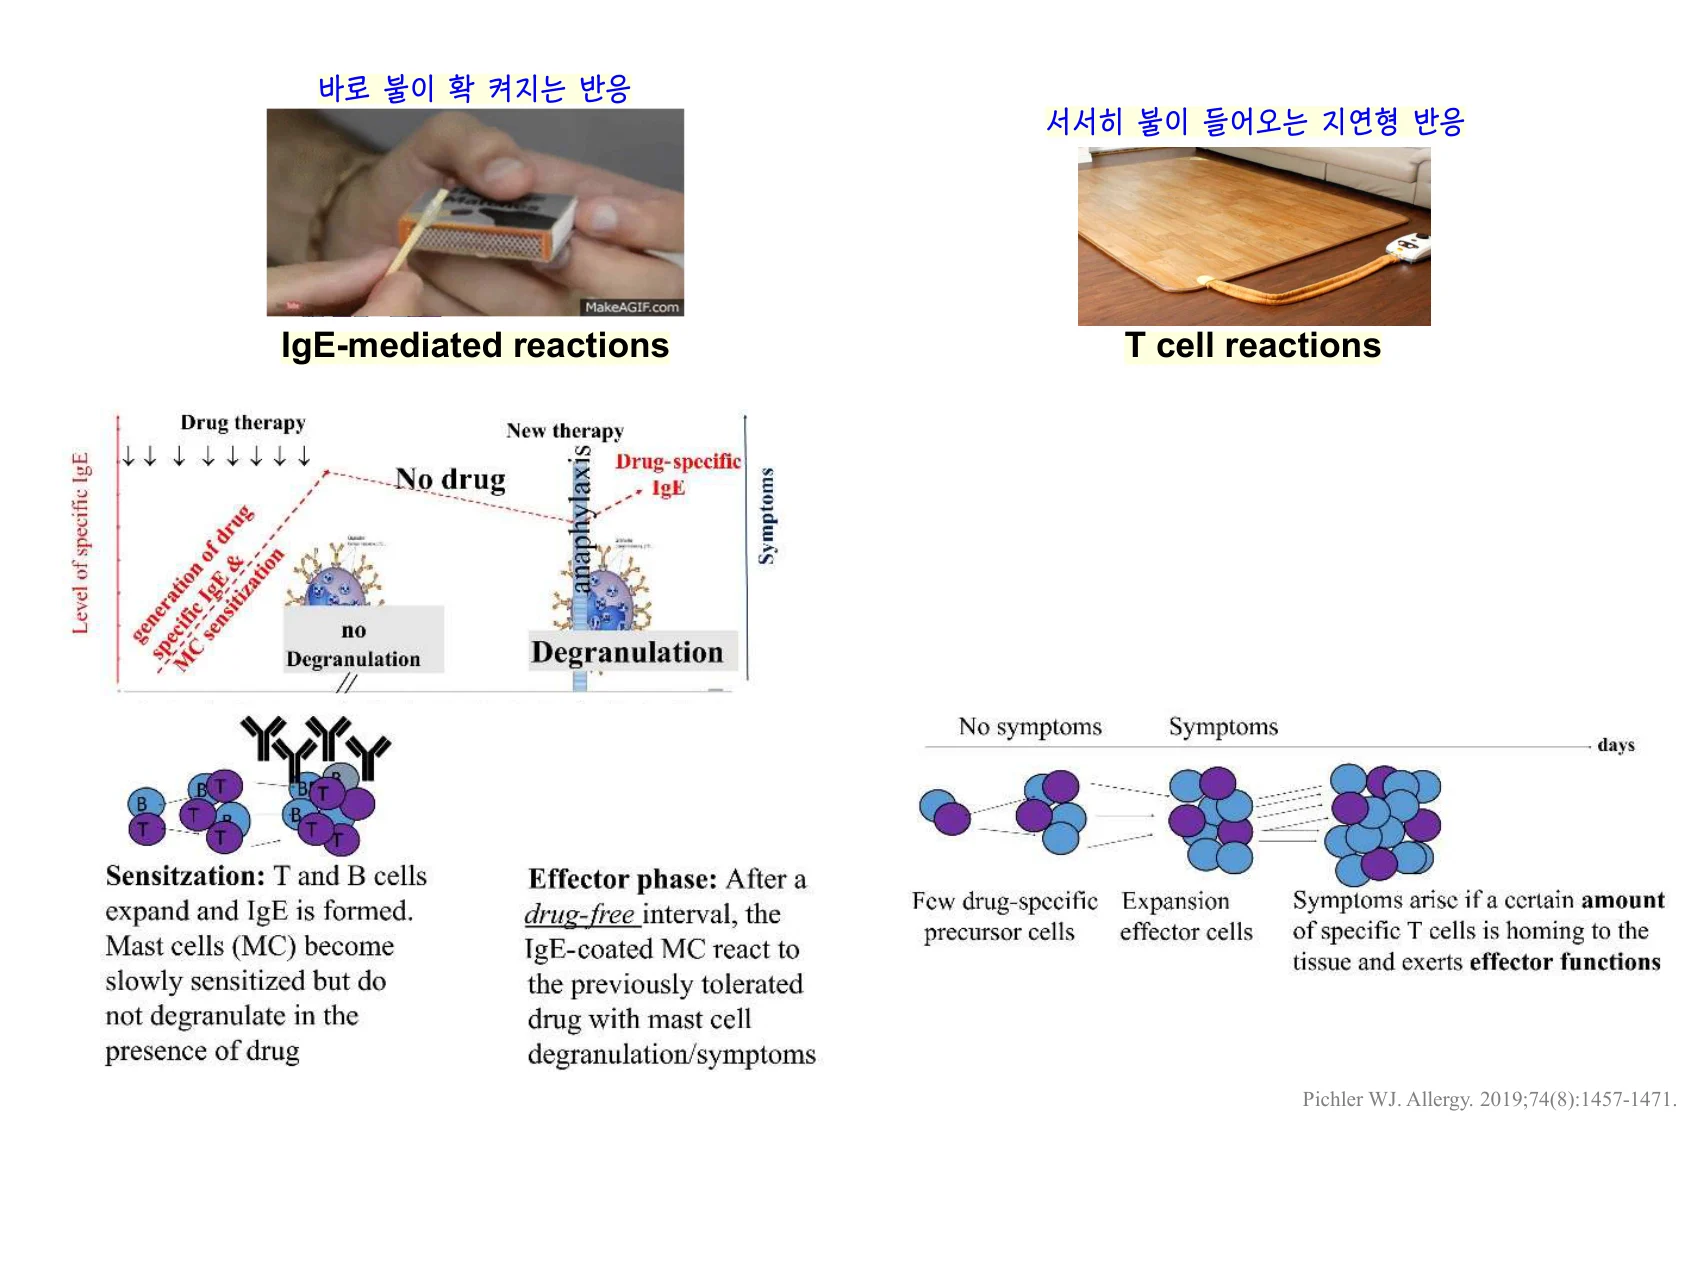 바로 불이 확 켜지는 반응
MakeAGIF.com
IgE-mediated reactions
서서히 불이 들어오는 지연형 반응
T cell reactions
Drug therapy
New therapy
Level of specific IgE
No drug
anaphylaxis
Drug-specific
IgE
Symptoms
generation of drug
specific IgE &
MC sensitization
no
Degranulation
Degranulation
B
T
B
T
T
B
T
B
B
T
B
T
T
Sensitzation: T and B cells
expand and IgE is formed.
Mast cells (MC) become
slowly sensitized but do
not degranulate in the
presence of drug
Effector phase: After a
drug-free interval, the
IgE-coated MC react to
the previously tolerated
drug with mast cell
degranulation/symptoms
No symptoms
Symptoms
days
Few drug-specific
precursor cells
Expansion
effector cells
Symptoms arise if a certain amount
of specific T cells is homing to the
tissue and exerts effector functions
Pichler WJ. Allergy. 2019;74(8):1457-1471.